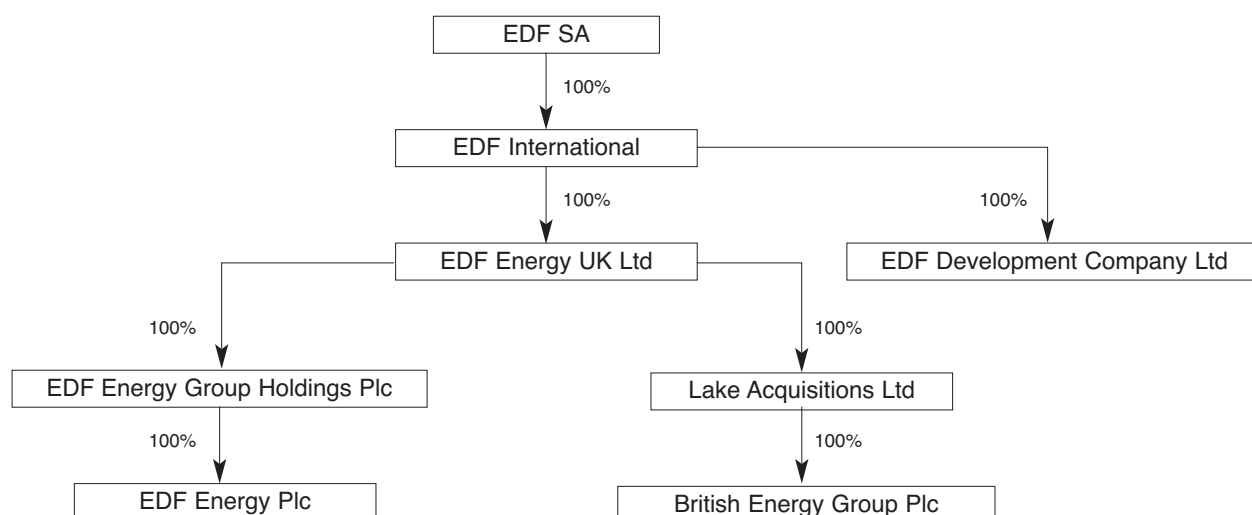 EDF SA
100%
EDF International
100%
100%
EDF Energy UK Ltd
EDF Development Company Ltd
100%
100%
EDF Energy Group Holdings Plc
Lake Acquisitions Ltd
100%
100%
EDF Energy Plc
British Energy Group Plc